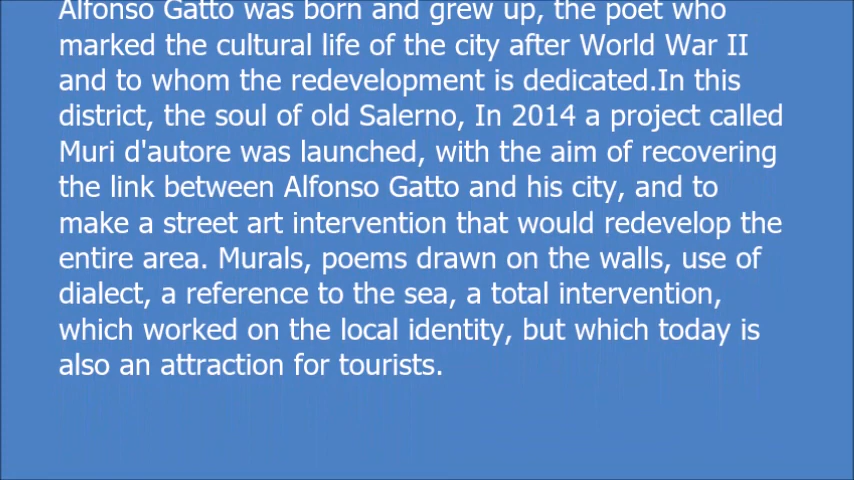 Alfonso Gatto was born and grew up, the poet who
marked the cultural life of the city after World War II
and to whom the redevelopment is dedicated.In this
district, the soul of old Salerno, In 2014 a project called
Muri d'autore was launched, with the aim of recovering
the link between Alfonso Gatto and his city, and to
make a street art intervention that would redevelop the
entire area. Murals, poems drawn on the walls, use of
dialect, a reference to the sea, a total intervention,
which worked on the local identity, but which today is
also an attraction for tourists.